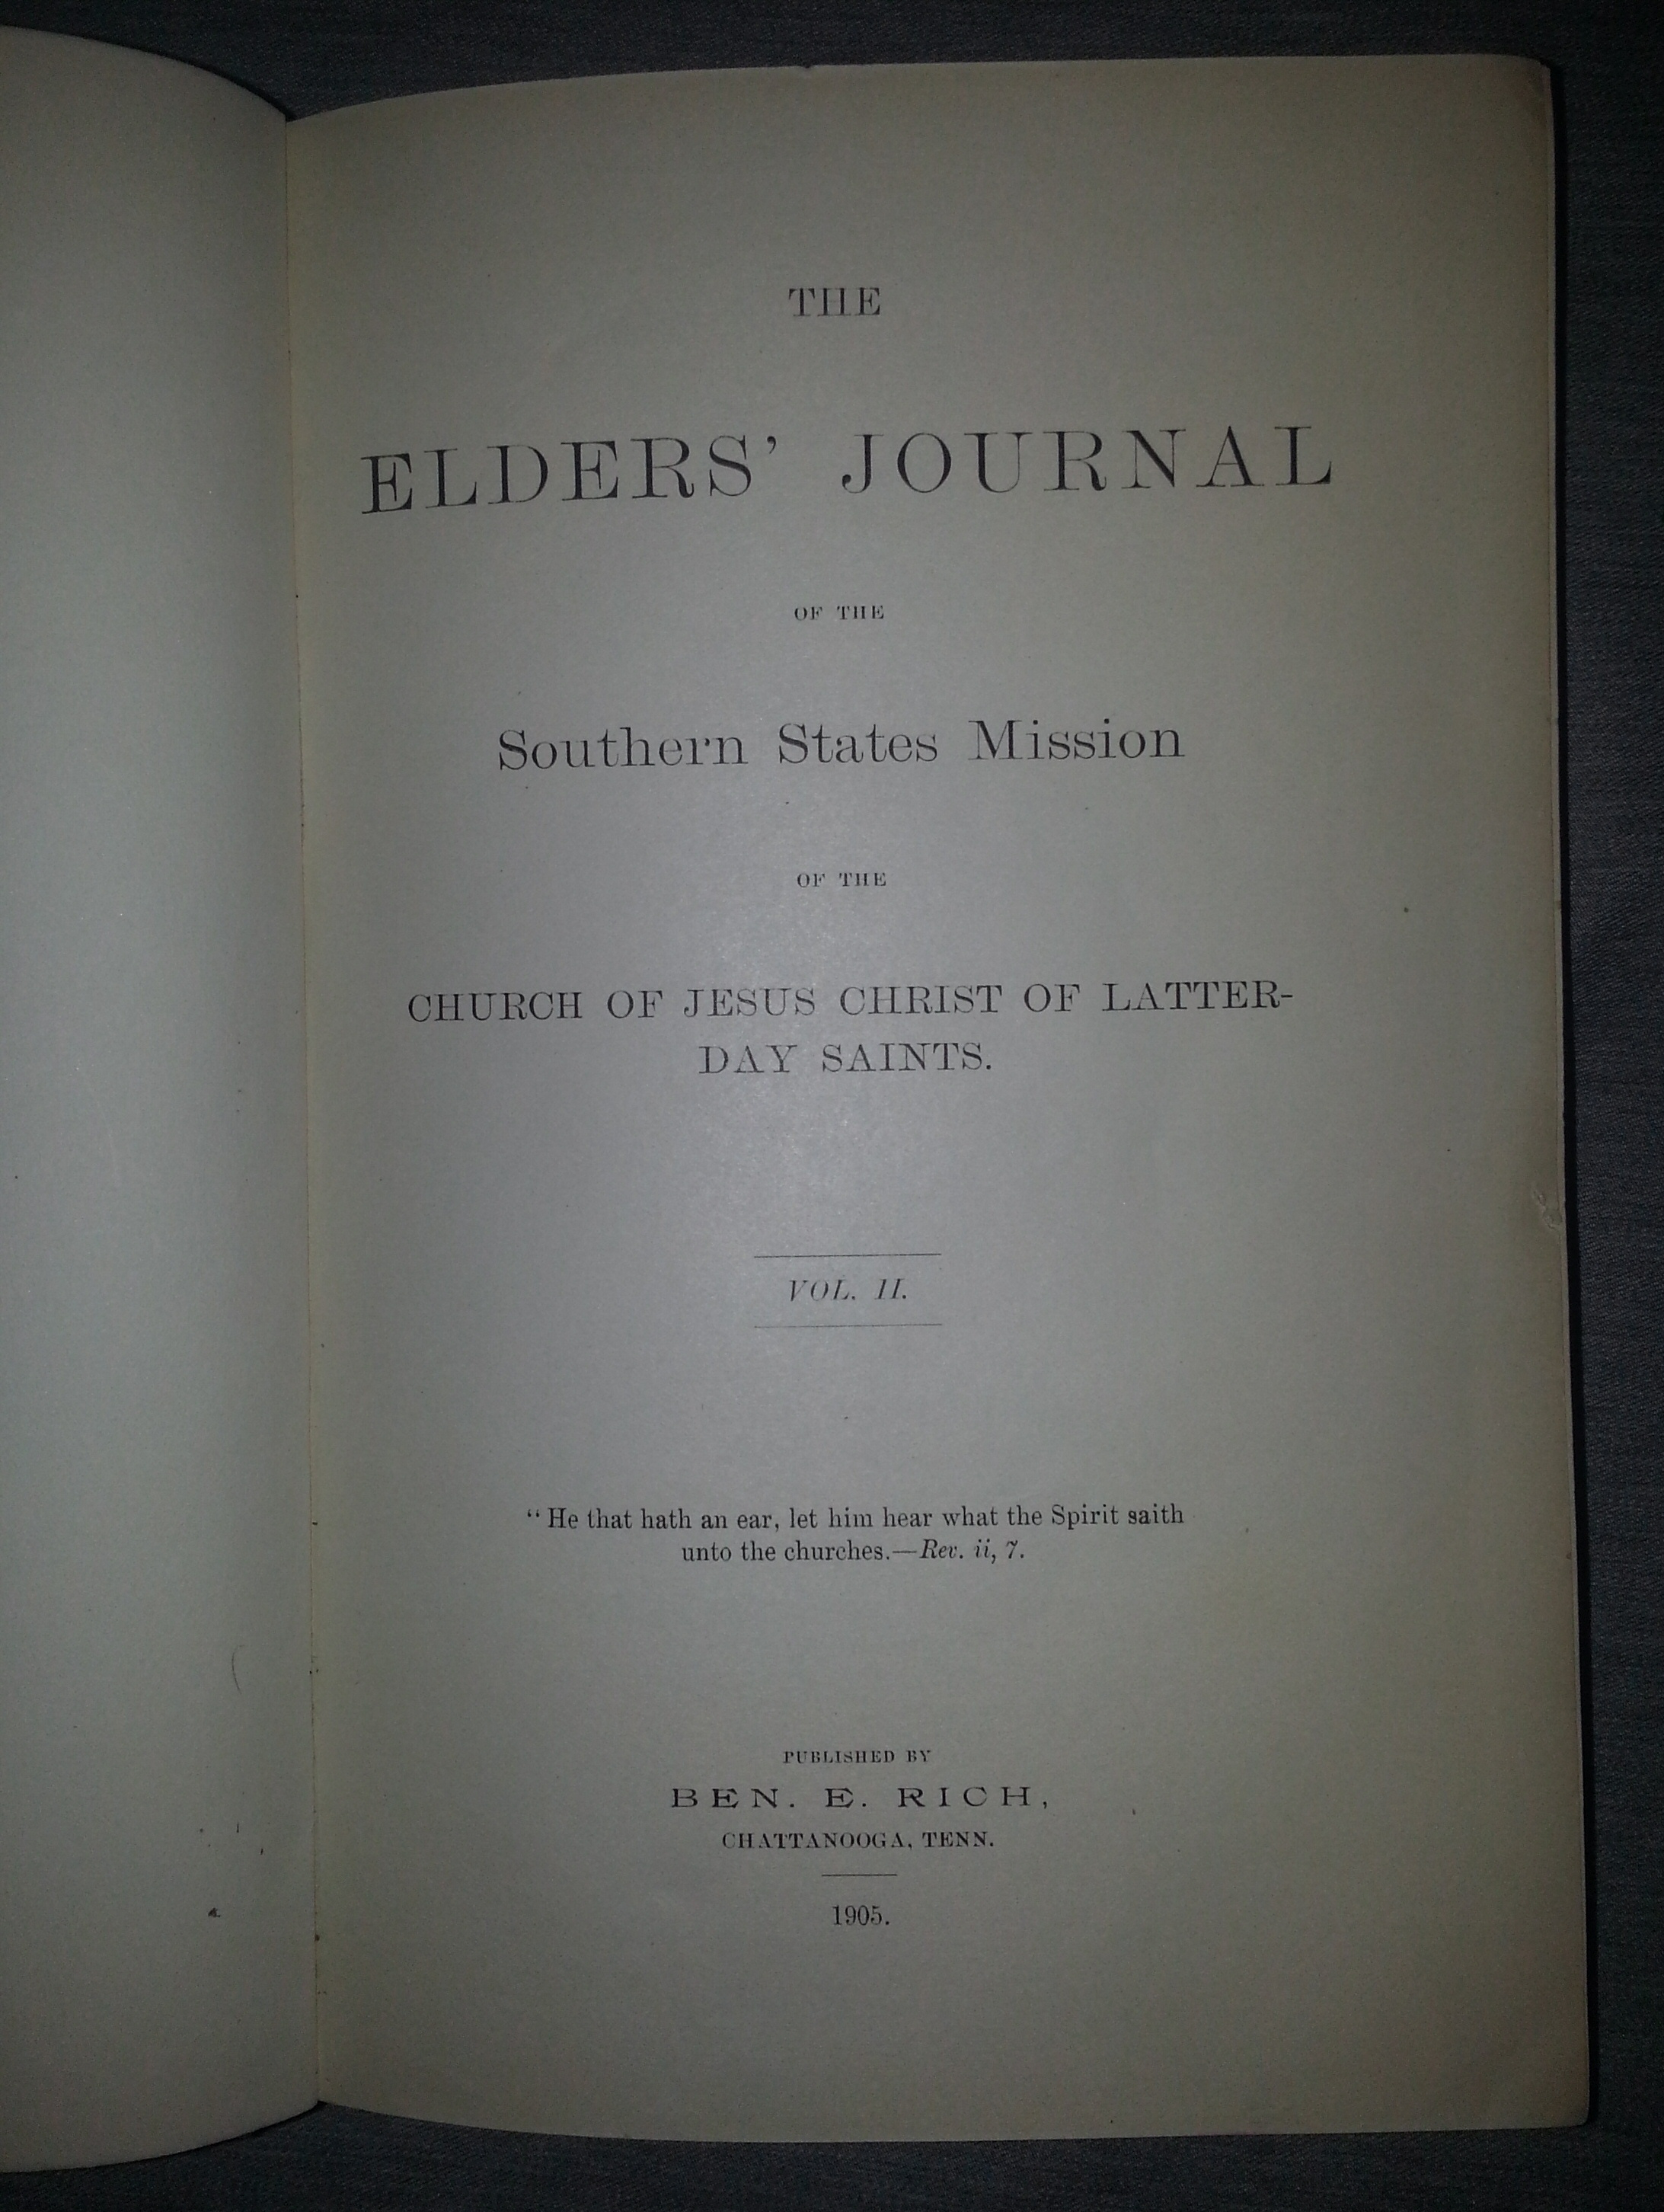 THE
ELDERS' JOURNAL
OF THE
Southern States Mission
OF THE
CHURCH OF JESUS CHRIST OF LATTER-
DAY SAINTS.
VOL. II.
“He that hath an ear, let him hear what the Spirit saith
unto the churches.—Rev. ii, 7.
PUBLISHED BY
BEN. E. RICH,
CHATTANOOGA, TENN.
1905.